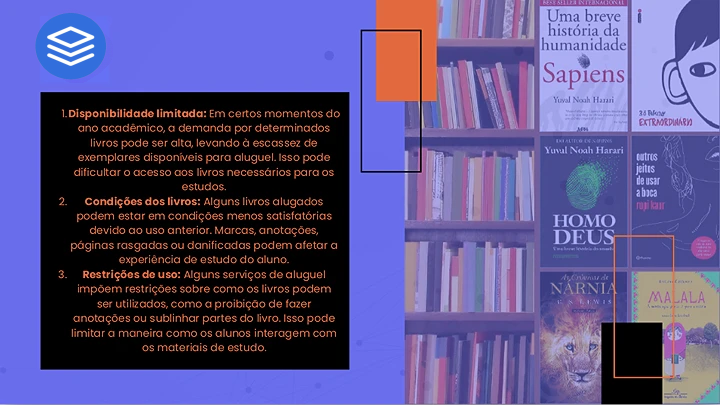 1. Disponibilidade limitada: Em certos momentos do
ano acadêmico, a demanda por determinados
livros pode ser alta, levando à escassez de
exemplares disponíveis para aluguel. Isso pode
dificultar o acesso aos livros necessários para os
estudos.
2. Condições dos livros: Alguns livros alugados
podem estar em condições menos satisfatórias
devido ao uso anterior. Marcas, anotações,
páginas rasgadas ou danificadas podem afetar a
experiência de estudo do aluno.
3. Restrições de uso: Alguns serviços de aluguel
impõem restrições sobre como os livros podem
ser utilizados, como a proibição de fazer
anotações ou sublinhar partes do livro. Isso pode
limitar a maneira como os alunos interagem com
os materiais de estudo.
BEST SELLER INTERNACIONAL
Uma breve
história da
humanidade
Sapiens
Yuval Noah Harari
EXTRAORDINÁRIO
Yuval Noah Harari
HOMO
DEUS
outros
jeitos
de usar
a boca
rupi kaur
As Crônicas de
NÁRNIA
C. S. LEWIS
MALALA